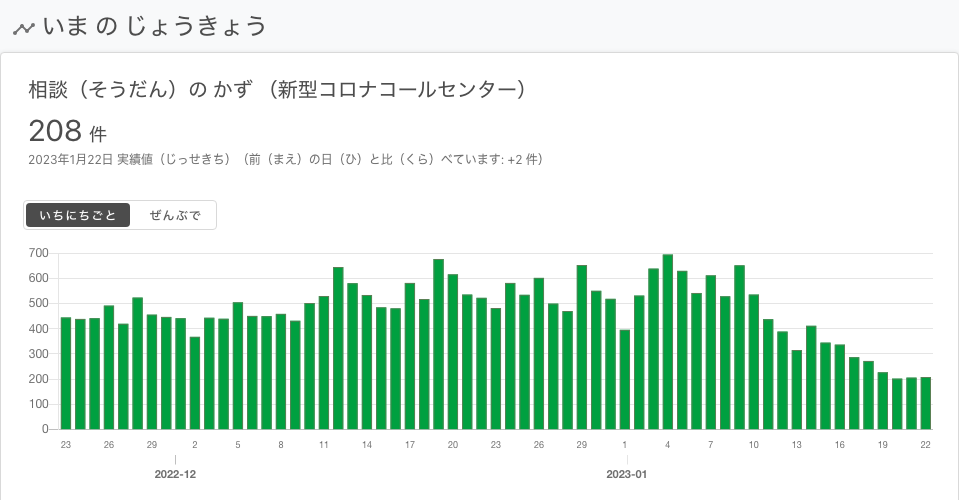 いま の じょうきょう
相談（そうだん）の かず （新型コロナコールセンター）
208 件
2023年1月22日 実績値（じっせきち）（前（まえ）の日（ひ）と比（くら）べています: +2 件）
いちにちごと ぜんぶで
700
600
500
400
300
200
100
0
23 26 29 2 5 8 11 14 17 20 23 26 29 1 4 7 10 13 16 19 22
2022-12 2023-01